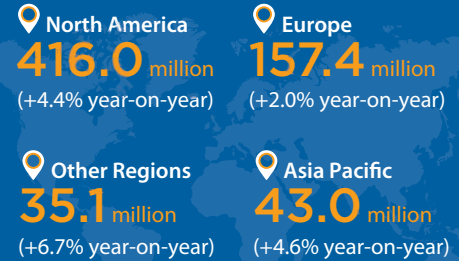 North America
416.0 million
(+4.4% year-on-year)
Europe
157.4 million
(+2.0% year-on-year)
Other Regions
35.1 million
(+6.7% year-on-year)
Asia Pacific
43.0 million
(+4.6% year-on-year)